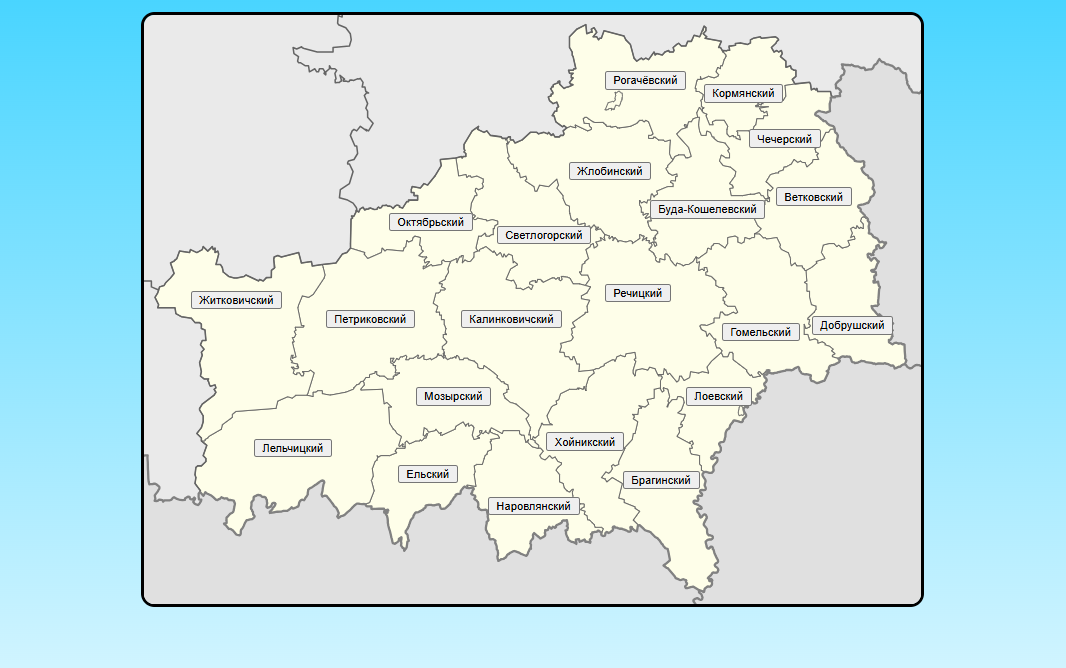 Рогачёвский
Кормянский
Чечерский
Жлобинский
Ветковский
Буда-Кошелевский
Октябрьский
Светлогорский
Речицкий
Житковичский
Петриковский
Калинковичский
Добрушский
Гомельский
Мозырский
Лоевский
Хойникский
Лельчицкий
Ельский
Брагинский
Наровлянский